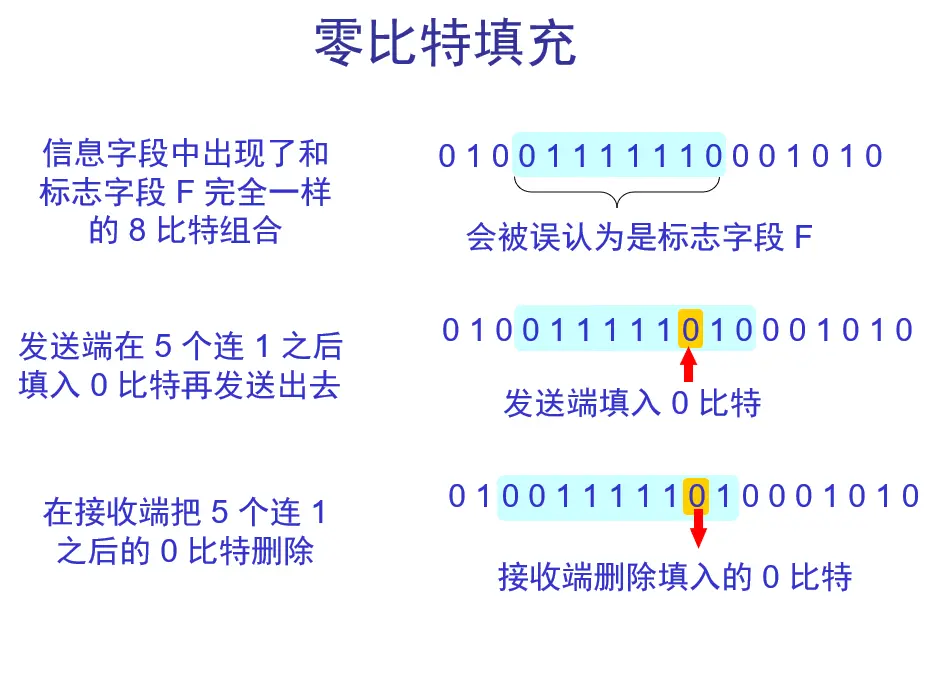 零比特填充
信息字段中出现了和
标志字段 F 完全一样
的 8 比特组合
0 1 0 0 1 1 1 1 1 1 0 0 0 1 0 1 0
会被误认为是标志字段 F
发送端在 5 个连 1 之后
填入 0 比特再发送出去
0 1 0 0 1 1 1 1 1 0 1 0 0 0 1 0 1 0
发送端填入 0 比特
在接收端把 5 个连 1
之后的 0 比特删除
0 1 0 0 1 1 1 1 1 0 1 0 0 0 1 0 1 0
接收端删除填入的 0 比特